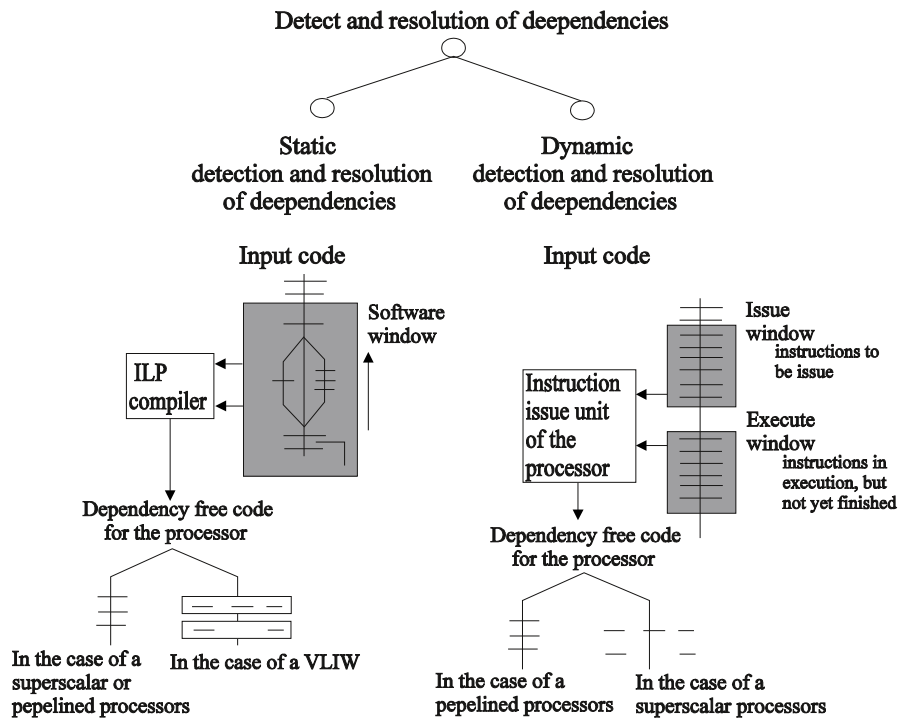 Detect and resolution of deependencies
Static
detection and resolution
of deependencies
Dynamic
detection and resolution
of deependencies
Input code
Software
window
ILP
compiler
Dependency free code
for the processor
In the case of a
superscalar or
pepelined processors
In the case of a VLIW
Input code
Issue
window
instructions to
be issue
Instruction
issue unit
of the
processor
Execute
window
instructions in
execution, but
not yet finished
Dependency free code
for the processor
In the case of a
pepelined processors
In the case of a
superscalar processors